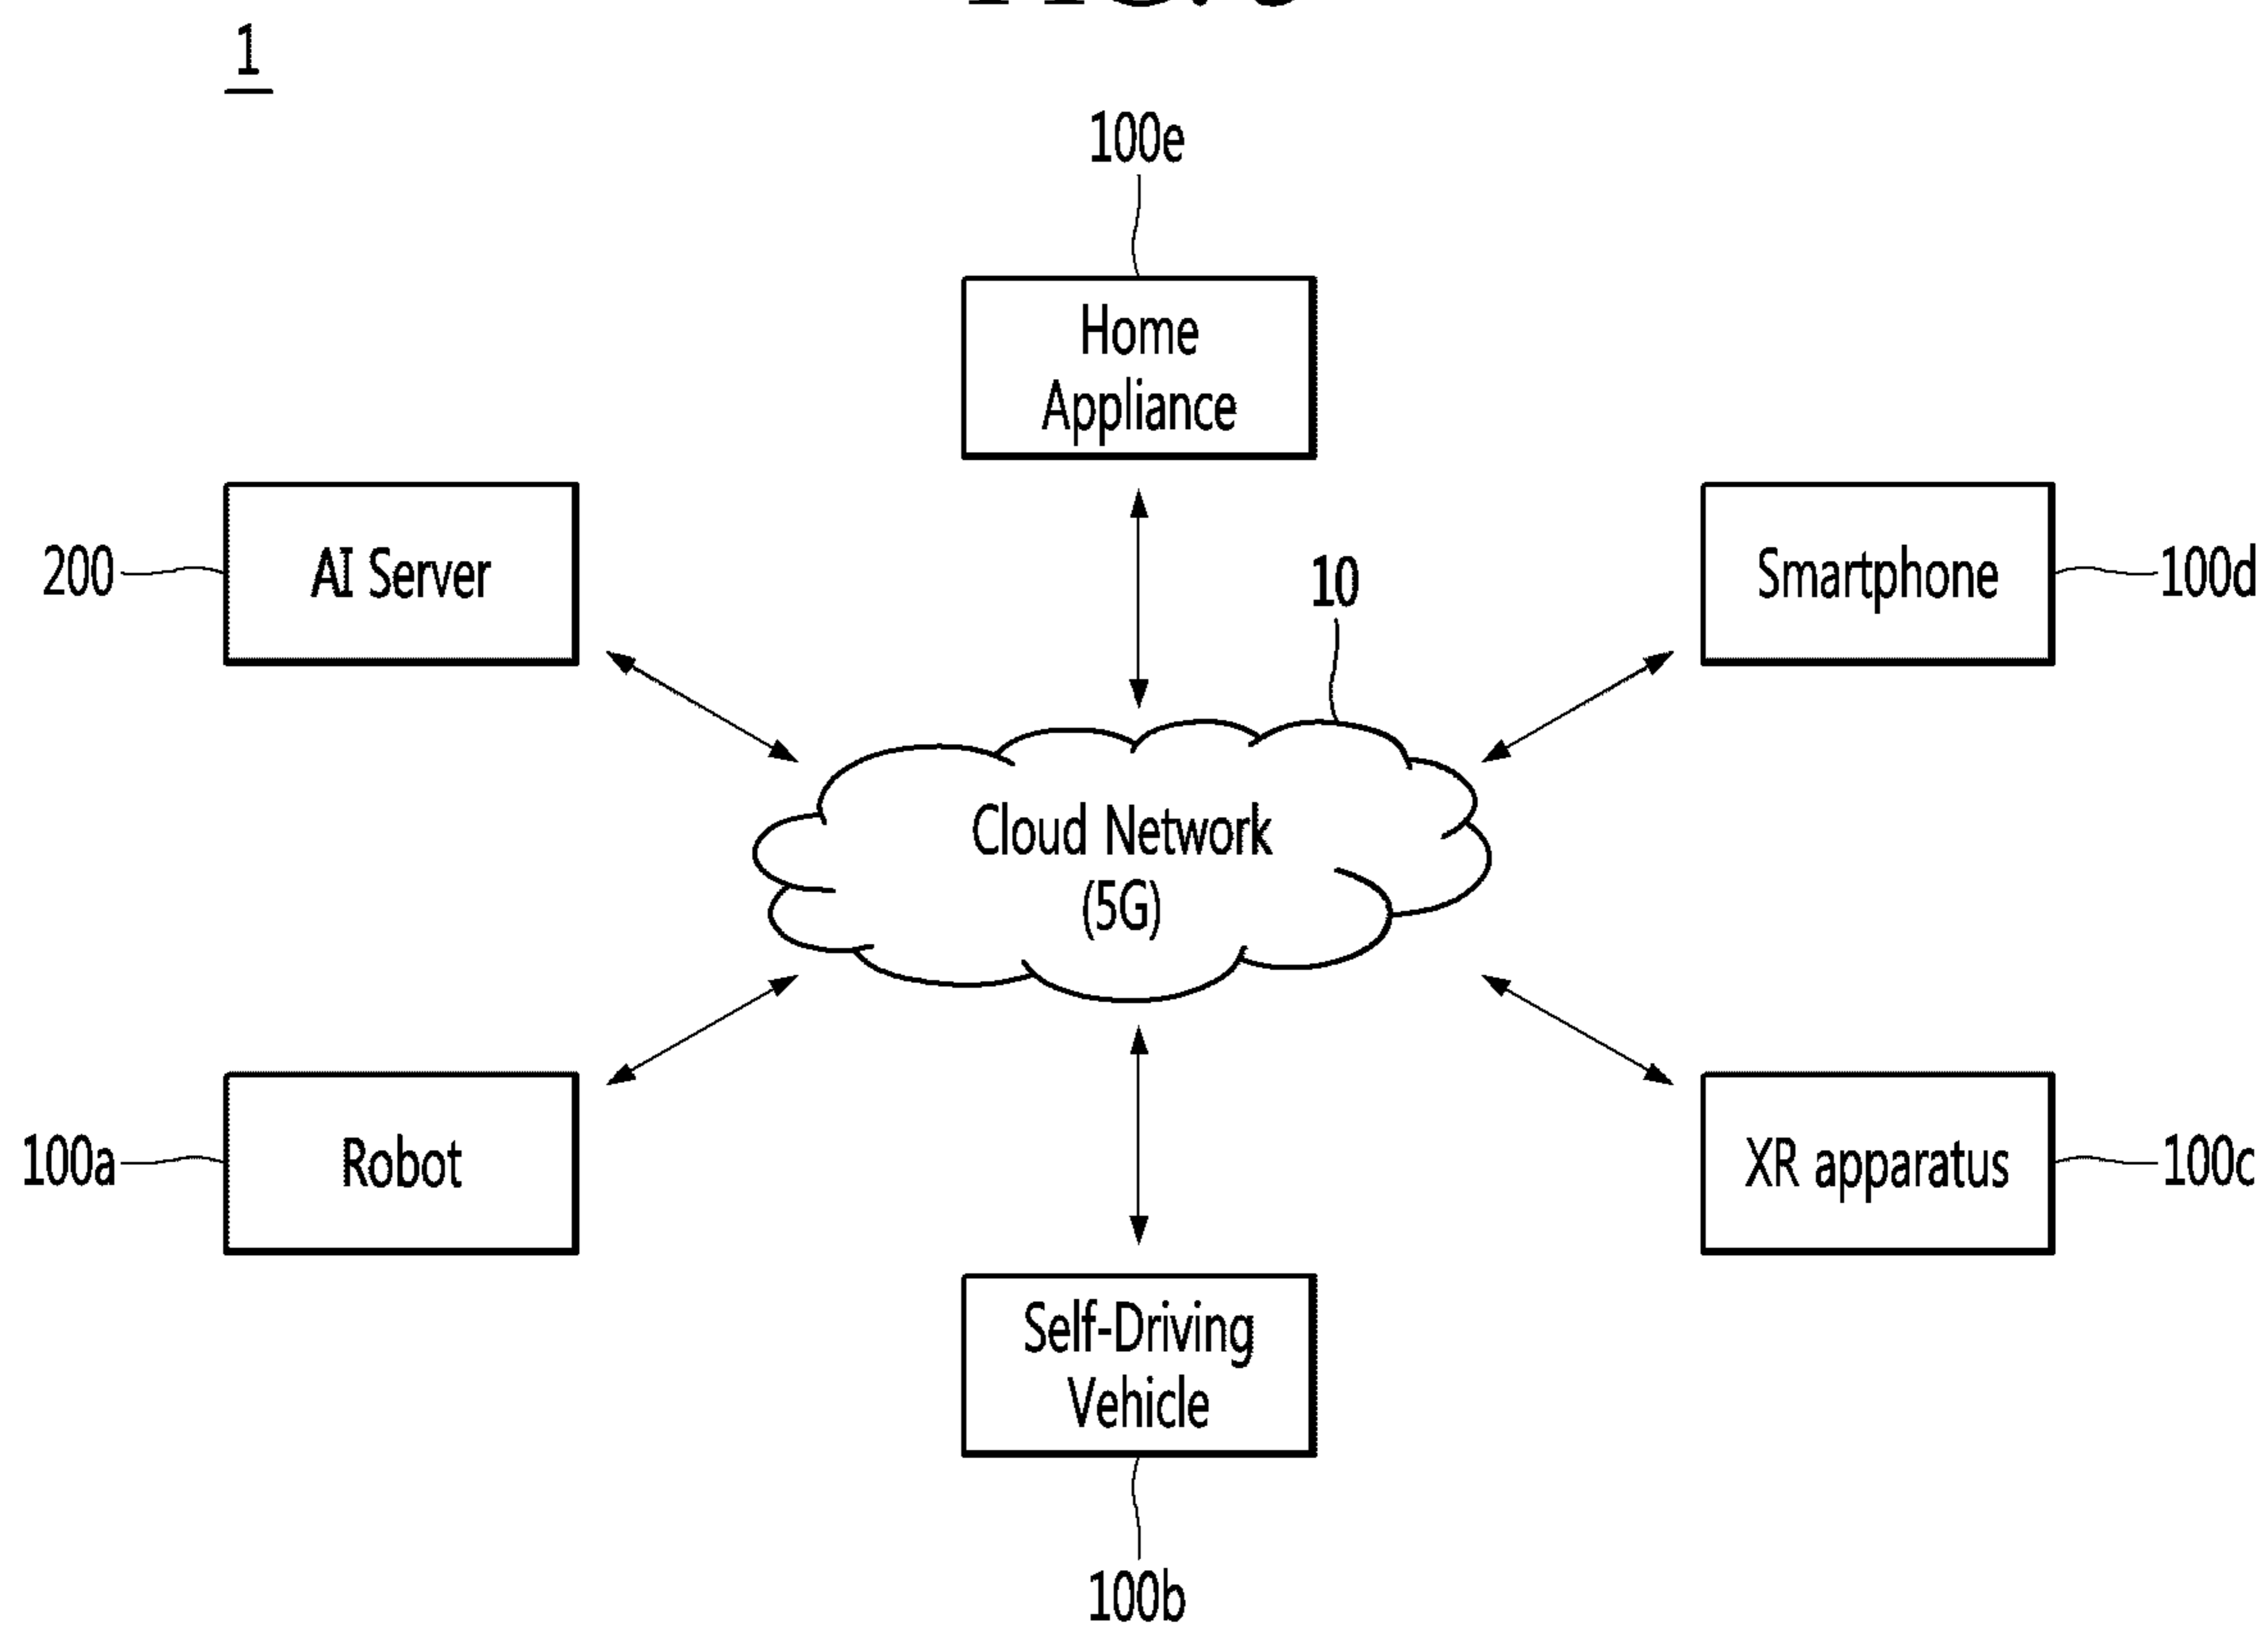 1
100e
Home
Appliance
200
AI Server
10
Smartphone
100d
Cloud Network
(5G)
100a
Robot
XR apparatus
100c
Self-Driving
Vehicle
100b